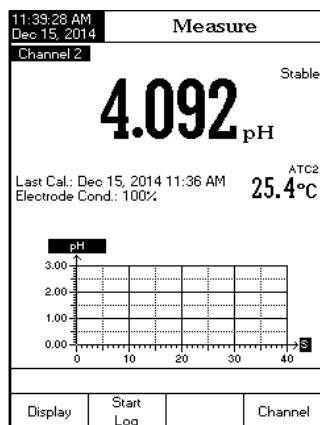 11:39:28 AM
Dec 15, 2014
Measure
Channel 2
Stable
4.092 pH
ATC2
Last Cal.: Dec 15, 2014 11:36 AM
Electrode Cond.: 100%
25.4°C
pH
3.00
2.00
1.00
0.00
0 10 20 30 40 S
Display
Start
Log
Channel